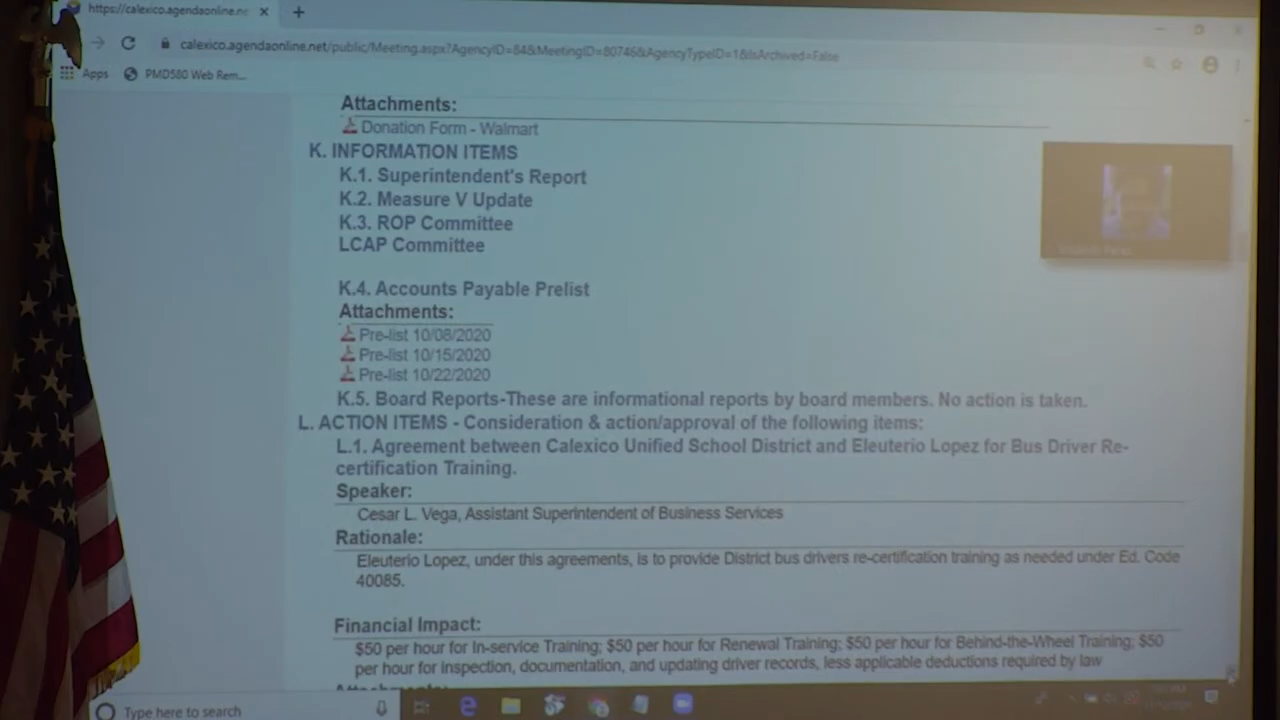 https://calexico.agendaonline.ne
calexico.agendaonline.net/public/Meeting.aspx?AgencyID=84&MeetingID=80746&AgencyTypeID=1&IsArchived=False
Apps
PMD580 Web Rem...
Attachments:
Donation Form - Walmart
K. INFORMATION ITEMS
K.1. Superintendent's Report
K.2. Measure V Update
K.3. ROP Committee
LCAP Committee
K.4. Accounts Payable Prelist
Attachments:
Pre-list 10/08/2020
Pre-list 10/15/2020
Pre-list 10/22/2020
K.5. Board Reports-These are informational reports by board members. No action is taken.
L. ACTION ITEMS - Consideration & action/approval of the following items:
L.1. Agreement between Calexico Unified School District and Eleuterio Lopez for Bus Driver Re-
certification Training.
Speaker:
Cesar L. Vega, Assistant Superintendent of Business Services
Rationale:
Eleuterio Lopez, under this agreements, is to provide District bus drivers re-certification training as needed under Ed. Code
40085.
Financial Impact:
$50 per hour for In-service Training; $50 per hour for Renewal Training; $50 per hour for Behind-the-Wheel Training; $50
per hour for inspection, documentation, and updating driver records, less applicable deductions required by law
Type here to search